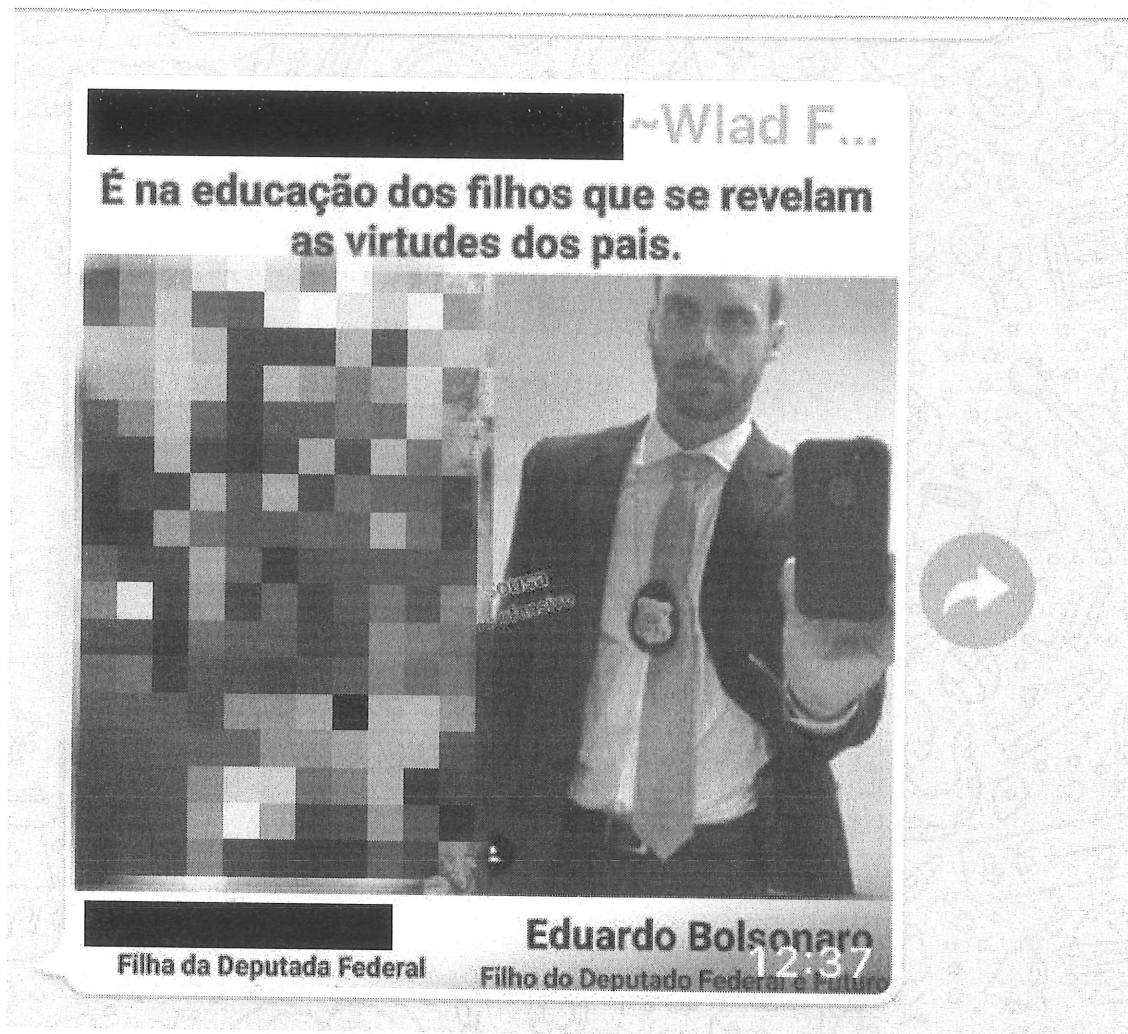 ~Wlad F...
É na educação dos filhos que se revelam
as virtudes dos pais.
Filha da Deputada Federal
Eduardo Bolsonaro
12:37
Filho do Deputado Federal e Futuro